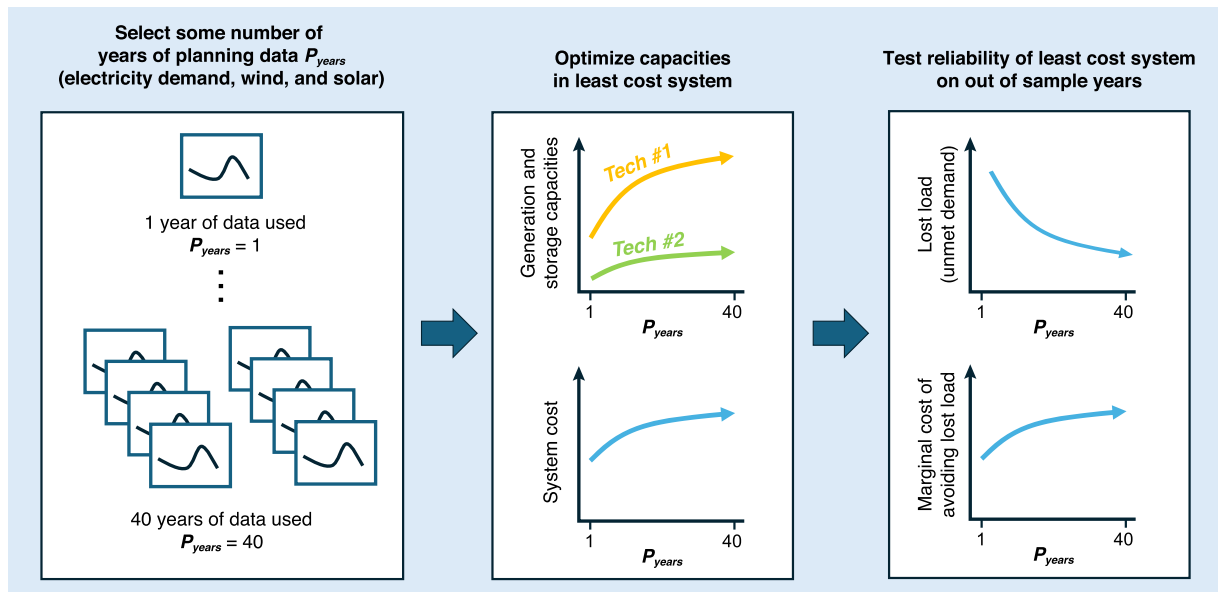 Select some number of
years of planning data Pyears
(electricity demand, wind, and solar)
1 year of data used
Pyears = 1
40 years of data used
Pyears = 40
Optimize capacities
in least cost system
Generation and
storage capacities
Tech #1
Tech #2
1
40
Pyears
System cost
1
40
Pyears
Test reliability of least cost system
on out of sample years
Lost load
(unmet demand)
1
40
Pyears
Marginal cost of
avoiding lost load
1
40
Pyears